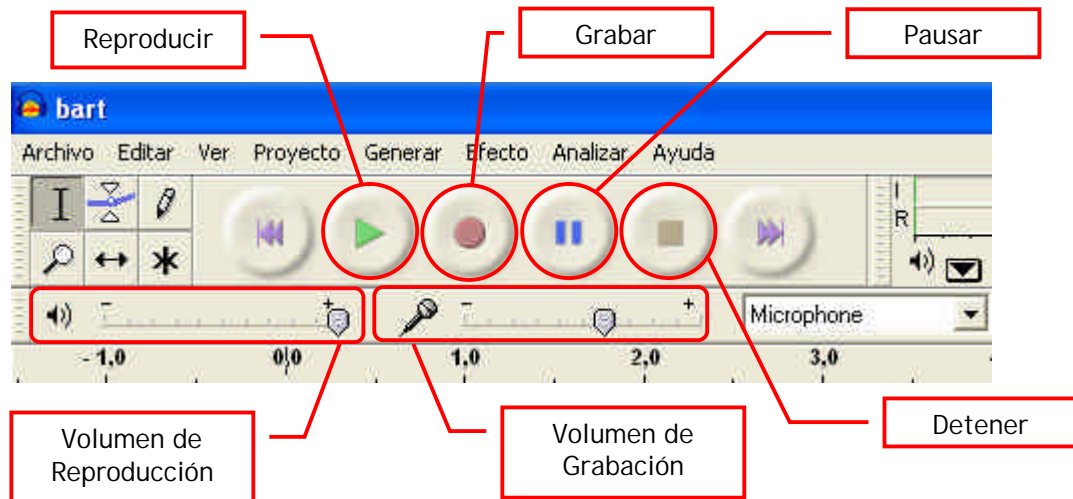 Reproducir
Grabar
Pausar
bart
Archivo Editar Ver Proyecto Generar Efecto Analizar Ayuda
I
R
- +
- +
Microphone
- 1,0 0,0 1,0 2,0 3,0
Volumen de
Reproducción
Volumen de
Grabación
Detener